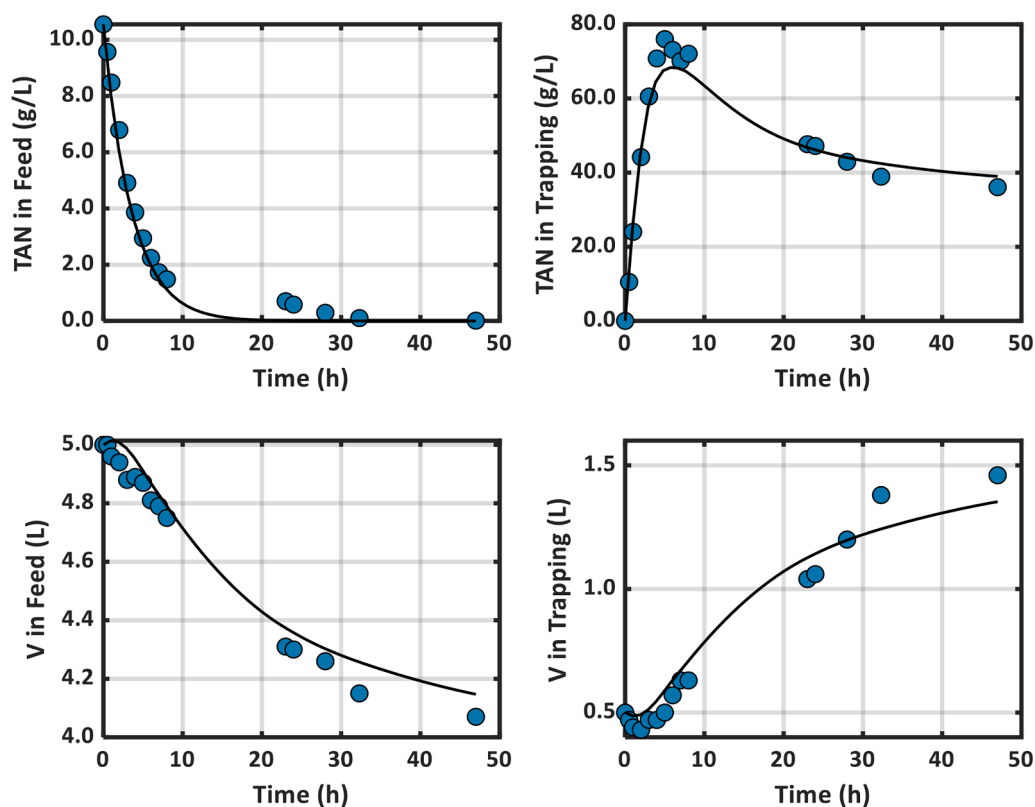 TAN in Feed (g/L)
10.0
8.0
6.0
4.0
2.0
0.0
0 10 20 30 40 50
Time (h)
TAN in Trapping (g/L)
80.0
60.0
40.0
20.0
0.0
0 10 20 30 40 50
Time (h)
V in Feed (L)
5.0
4.8
4.6
4.4
4.2
4.0
0 10 20 30 40 50
Time (h)
V in Trapping (L)
1.5
1.0
0.5
0 10 20 30 40 50
Time (h)